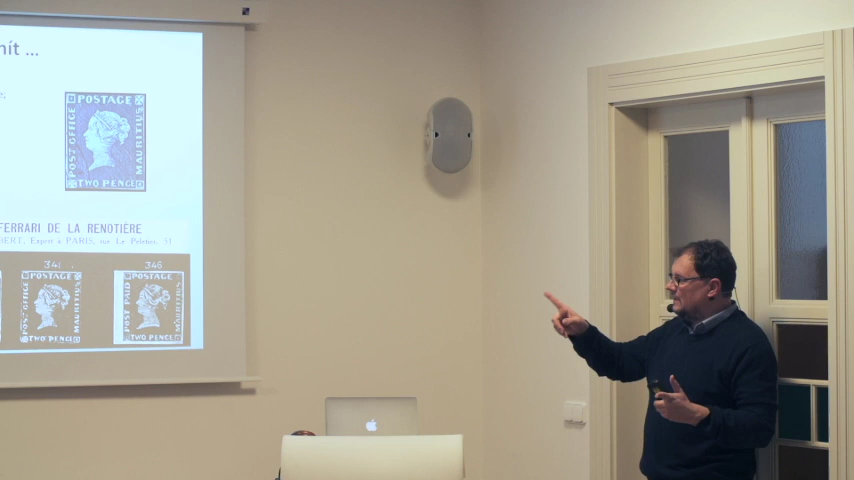 nít ...
e,
POSTAGE
POST OFFICE
MAURITIUS
TWO PENCE
FERRARI DE LA RENOTIÈRE
BERT, Expert à PARIS, rue Le Peletier, 31
341
346
POSTAGE
POST OFFICE
MAURITIUS
TWO PENCE
POSTAGE
POST PAID
MAURITIUS
TWO PENCE